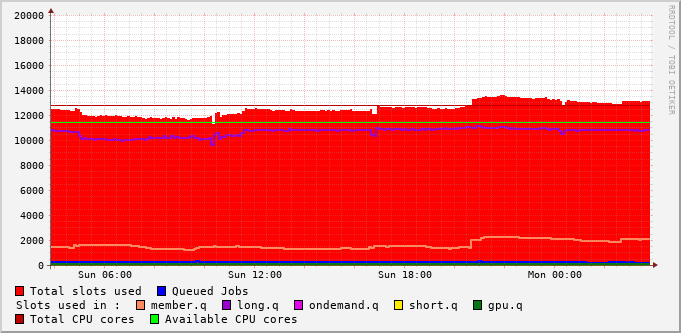 20000
18000
16000
14000
12000
10000
8000
6000
4000
2000
0
Sun 06:00 Sun 12:00 Sun 18:00 Mon 00:00
RRDTOOL / TOBI OETIKER
Total slots used Queued Jobs
Slots used in : member.q long.q ondemand.q short.q gpu.q
Total CPU cores Available CPU cores